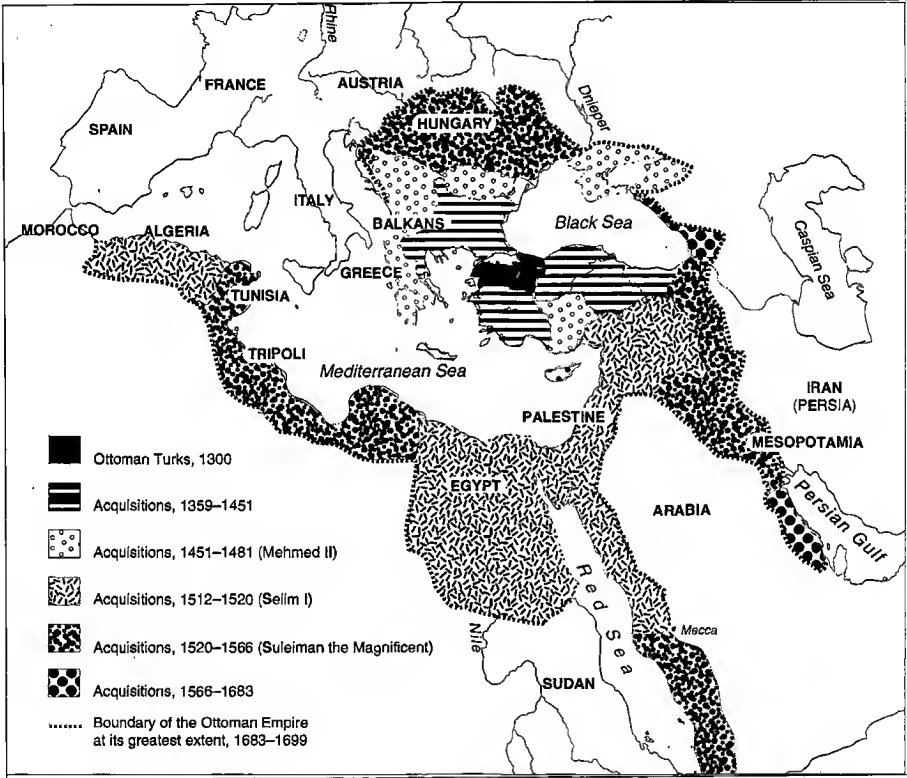 Rhine
FRANCE
AUSTRIA
Dnieper
HUNGARY
SPAIN
ITALY
BALKANS
Black Sea
MOROCCO
ALGERIA
Caspian Sea
GREECE
TUNISIA
TRIPOLI
Mediterranean Sea
IRAN
(PERSIA)
PALESTINE
MESOPOTAMIA
EGYPT
ARABIA
Persian Gulf
Red Sea
Mecca
Nile
SUDAN
Ottoman Turks, 1300
Acquisitions, 1359–1451
Acquisitions, 1451–1481 (Mehmed II)
Acquisitions, 1512–1520 (Selim I)
Acquisitions, 1520–1566 (Suleiman the Magnificent)
Acquisitions, 1566–1683
Boundary of the Ottoman Empire
at its greatest extent, 1683–1699